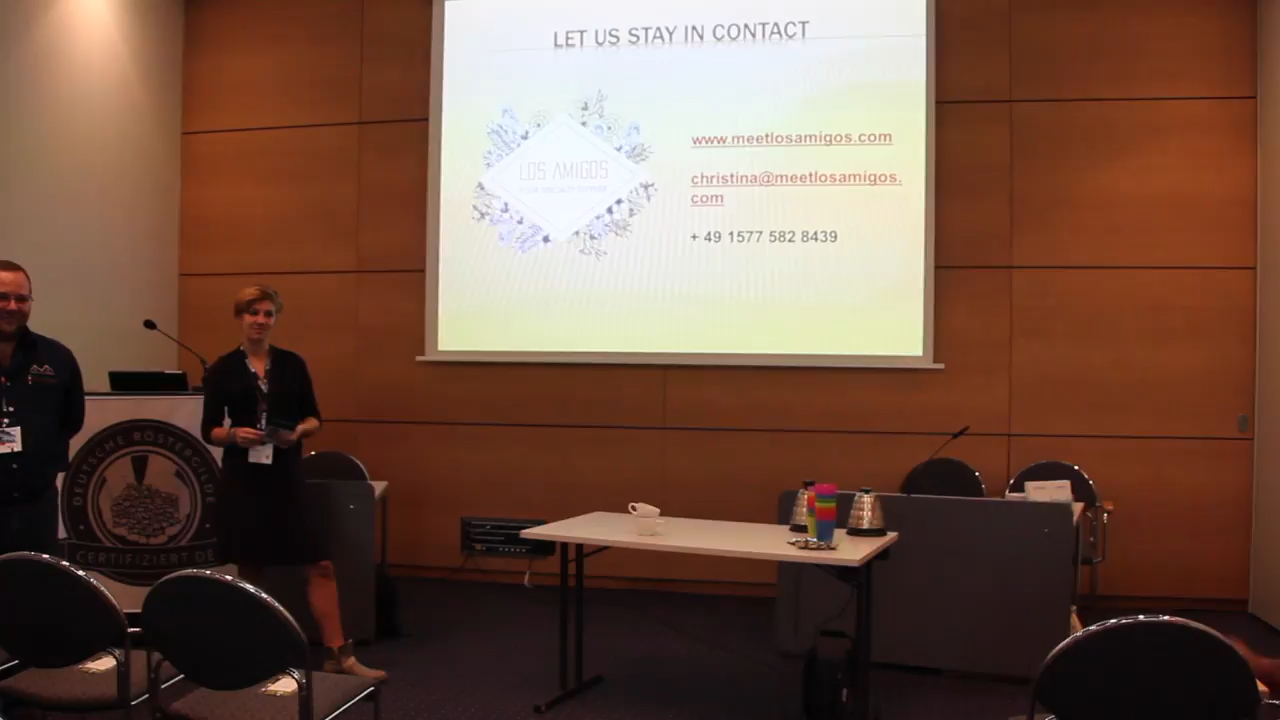 LET US STAY IN CONTACT
LOS AMIGOS
www.meetlosamigos.com
christina@meetlosamigos.
com
+ 49 1577 582 8439
DEUTSCHE RÖSTERGILDE
CERTIFIZIERT.DE